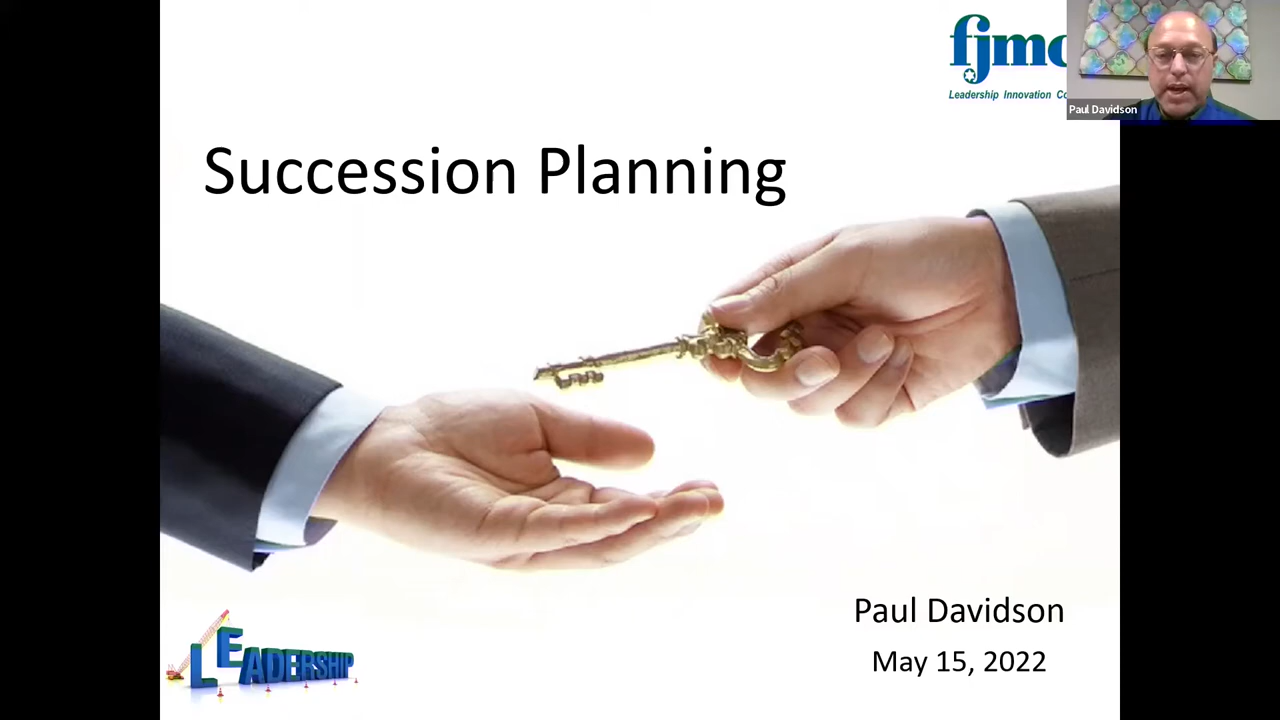 fjmc
Leadership Innovation
Paul Davidson
Succession Planning
Paul Davidson
May 15, 2022
LEADERSHIP